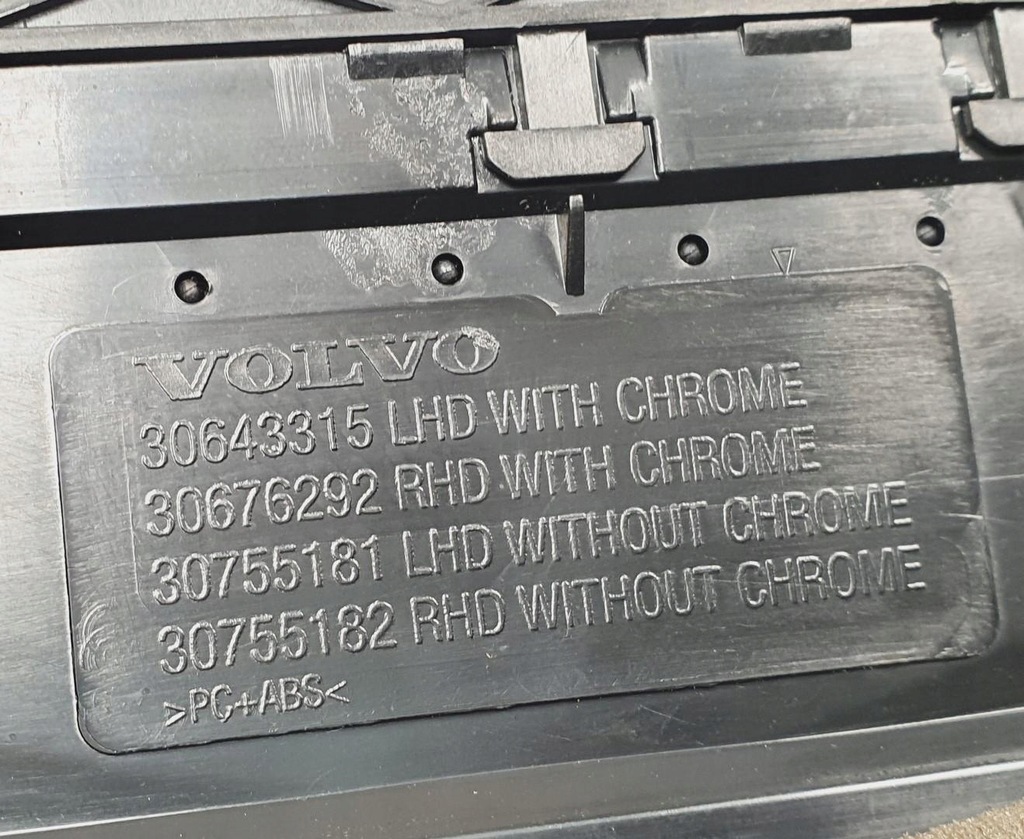 VOLVO
30643315 LHD WITH CHROME
30676292 RHD WITH CHROME
30755181 LHD WITHOUT CHROME
30755182 RHD WITHOUT CHROME
>PC+ABS<